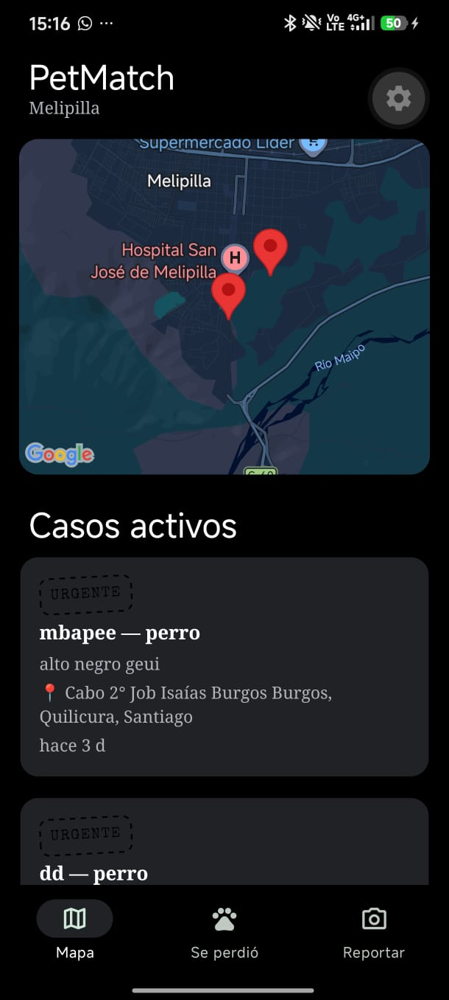 15:16
Vo LTE 4G+ 50
PetMatch
Melipilla
Supermercado Líder
Melipilla
Hospital San
José de Melipilla
H
Río Maipo
Google
Casos activos
URGENTE
mbapee — perro
alto negro geui
📍 Cabo 2° Job Isaías Burgos Burgos,
Quilicura, Santiago
hace 3 d
URGENTE
dd — perro
Mapa
Se perdió
Reportar